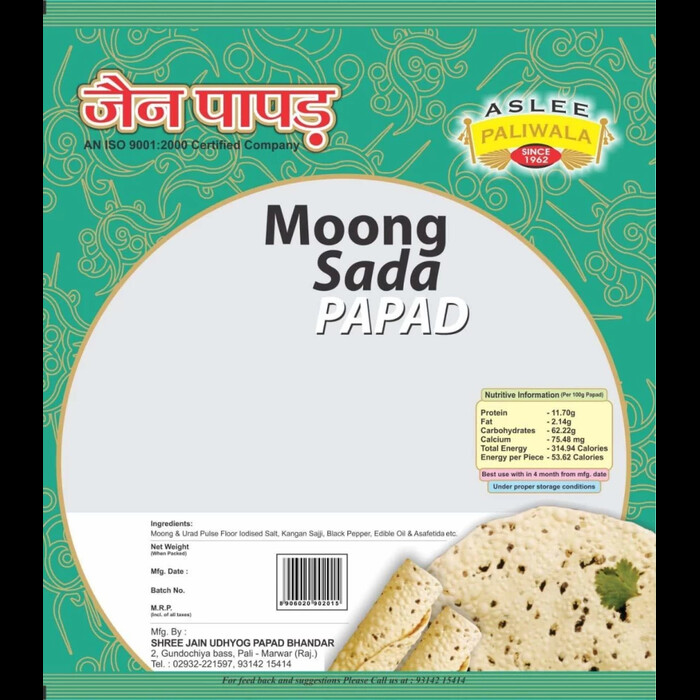 जैन पापड़
AN ISO 9001:2000 Certified Company
ASLEE
PALIWALA
SINCE
1962
Moong
Sada
PAPAD
Nutritive Information (Per 100g Papad)
Protein - 11.70g
Fat - 2.14g
Carbohydrates - 62.22g
Calcium - 75.48 mg
Total Energy - 314.94 Calories
Energy per Piece - 53.62 Calories
Best use with in 4 month from mfg. data
Under proper storage conditions
Ingredients:
Moong & Urad Pulse Floor Iodised Salt, Kangan Sajji, Black Pepper, Edible Oil & Asafetida etc.
Net Weight
(When Packed)
Mfg. Date :
Batch No.
M.R.P.
(Incl. of all taxes)
8906020902015
Mfg. By :
SHREE JAIN UDHYOG PAPAD BHANDAR
2, Gundochiya bass, Pali - Marwar (Raj.)
Tel. : 02932-221597, 93142 15414
For feed back and suggestions Please Call us at : 93142 15414